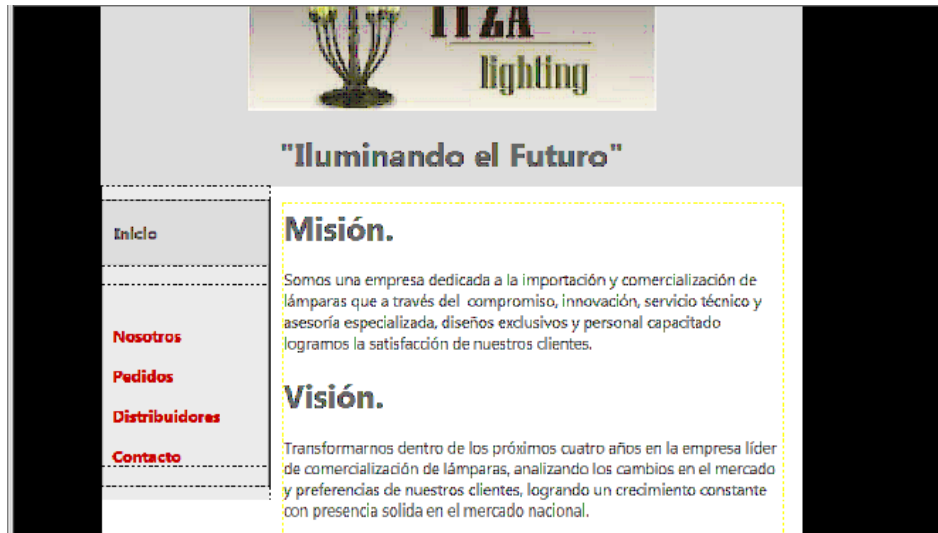 lighting
"Iluminando el Futuro"
Inicio
Nosotros
Pedidos
Distribuidores
Contacto
Misión.
Somos una empresa dedicada a la importación y comercialización de
lámparas que a través del compromiso, innovación, servicio técnico y
asesoría especializada, diseños exclusivos y personal capacitado
logramos la satisfacción de nuestros clientes.
Visión.
Transformarnos dentro de los próximos cuatro años en la empresa líder
de comercialización de lámparas, analizando los cambios en el mercado
y preferencias de nuestros clientes, logrando un crecimiento constante
con presencia solida en el mercado nacional.